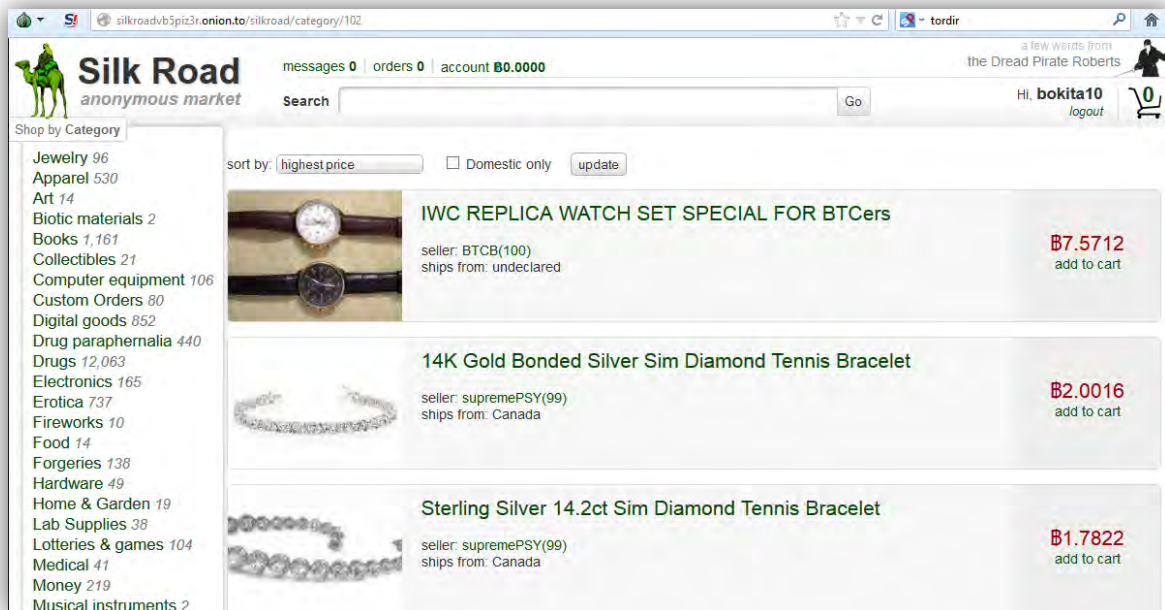 silkroadvb5piz3r.onion.to/silkroad/category/102
tordir
Silk Road
anonymous market
messages 0 orders 0 account ฿0.0000
a few words from
the Dread Pirate Roberts
Search
Go
Hi, bokita10
logout
0
Shop by Category
Jewelry 96
Apparel 530
Art 14
Biotic materials 2
Books 1,161
Collectibles 21
Computer equipment 106
Custom Orders 80
Digital goods 852
Drug paraphernalia 440
Drugs 12,063
Electronics 165
Erotica 737
Fireworks 10
Food 14
Forgeries 138
Hardware 49
Home & Garden 19
Lab Supplies 38
Lotteries & games 104
Medical 41
Money 219
Musical instruments 2
sort by: highest price Domestic only update
IWC REPLICA WATCH SET SPECIAL FOR BTCers
seller: BTCB(100)
ships from: undeclared
฿7.5712
add to cart
14K Gold Bonded Silver Sim Diamond Tennis Bracelet
seller: supremePSY(99)
ships from: Canada
฿2.0016
add to cart
Sterling Silver 14.2ct Sim Diamond Tennis Bracelet
seller: supremePSY(99)
ships from: Canada
฿1.7822
add to cart